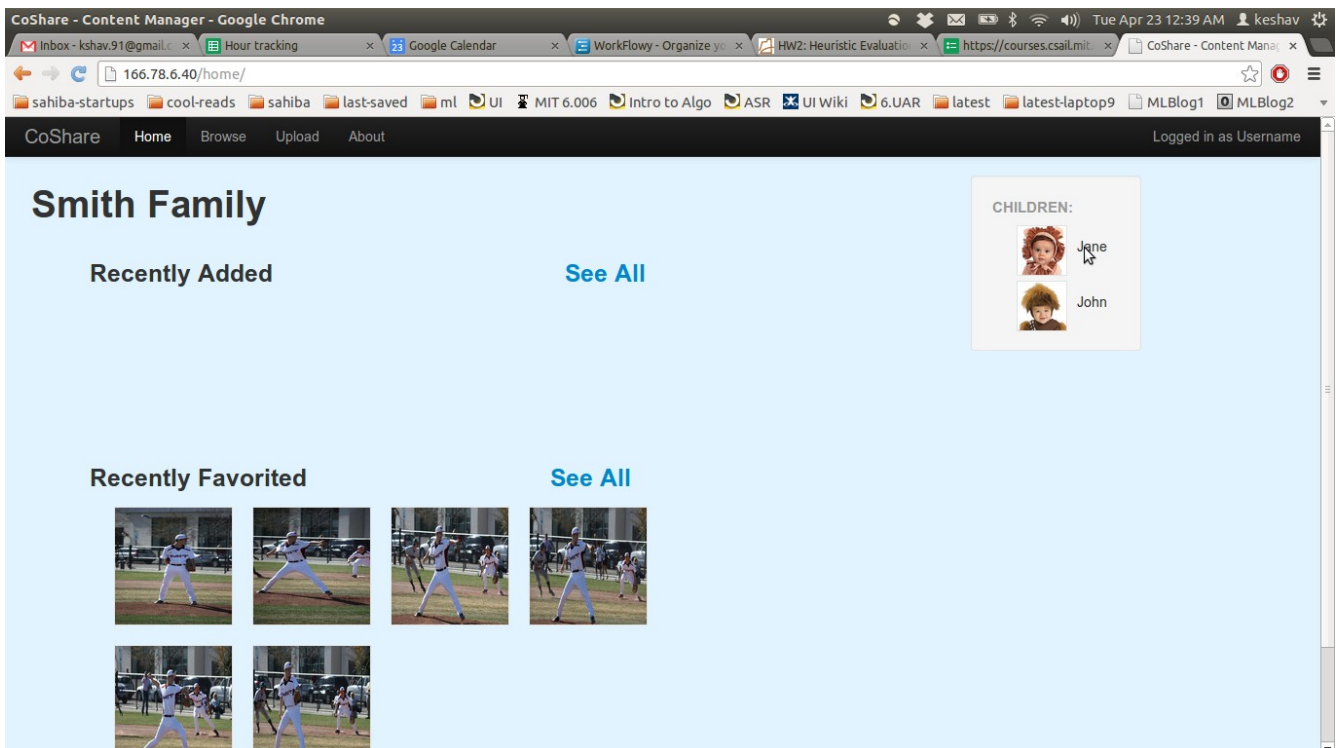 CoShare - Content Manager - Google Chrome
Tue Apr 23 12:39 AM keshav
Inbox - kshav.91@gmail.c
Hour tracking
23 Google Calendar
WorkFlowy - Organize yo
HW2: Heuristic Evaluation
https://courses.csail.mit.
CoShare - Content Manag
166.78.6.40/home/
sahiba-startups cool-reads sahiba last-saved ml UI MIT 6.006 Intro to Algo ASR UI Wiki 6.UAR latest latest-laptop9 MLBlog1 MLBlog2
CoShare Home Browse Upload About Logged in as Username
Smith Family
CHILDREN:
Jane
John
Recently Added See All
Recently Favorited See All